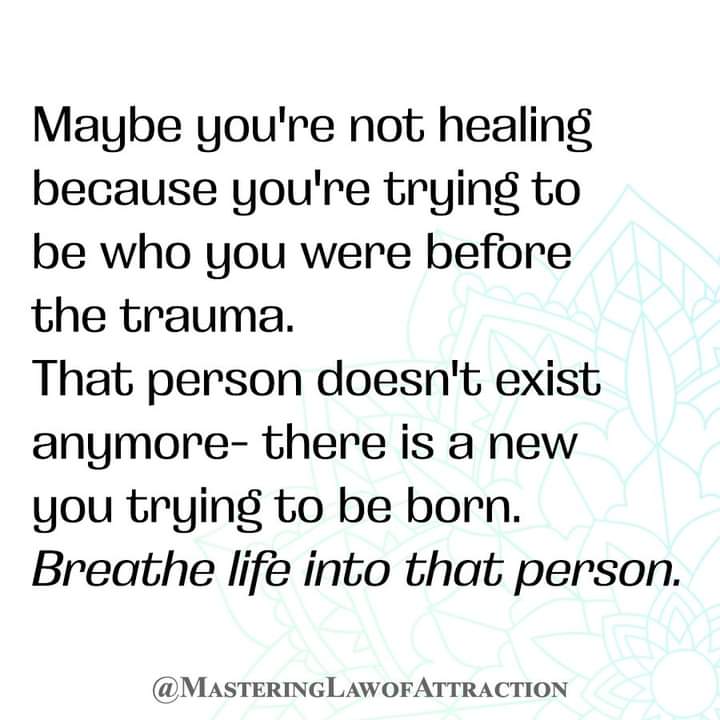 Maybe you're not healing
because you're trying to
be who you were before
the trauma.
That person doesn't exist
anymore- there is a new
you trying to be born.
Breathe life into that person.
@MasteringLawofAttraction